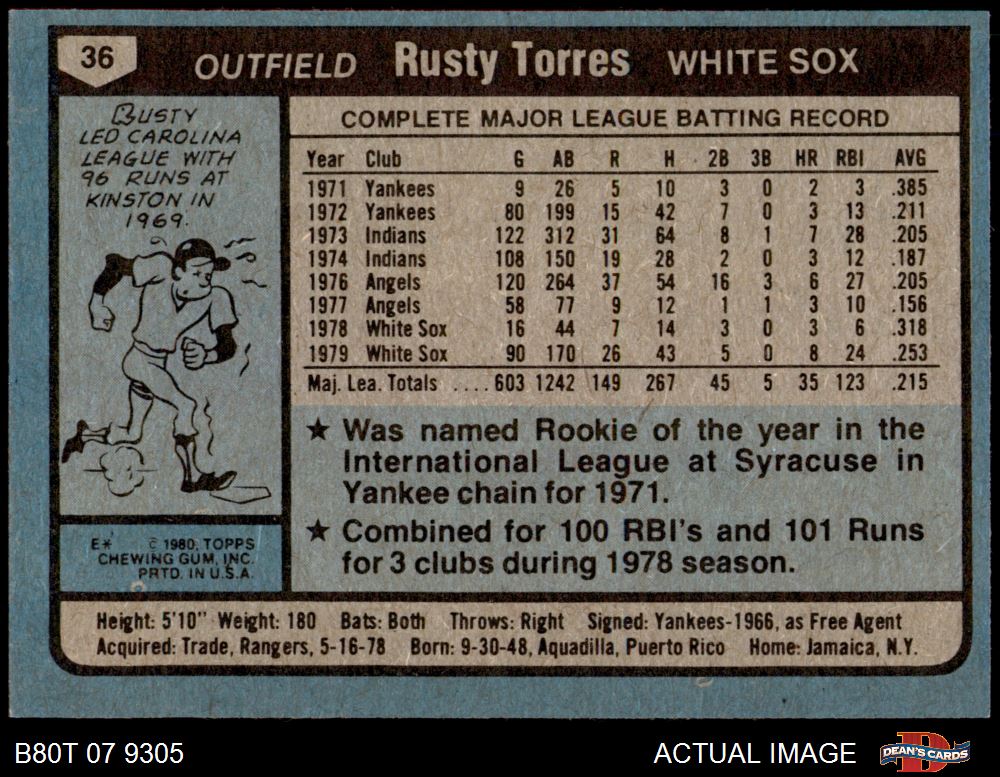 36
OUTFIELD Rusty Torres WHITE SOX
RUSTY
LED CAROLINA
LEAGUE WITH
96 RUNS AT
KINSTON IN
1969.
COMPLETE MAJOR LEAGUE BATTING RECORD
Year Club G AB R H 2B 3B HR RBI AVG
1971 Yankees 9 26 5 10 3 0 2 3 .385
1972 Yankees 80 199 15 42 7 0 3 13 .211
1973 Indians 122 312 31 64 8 1 7 28 .205
1974 Indians 108 150 19 28 2 0 3 12 .187
1976 Angels 120 264 37 54 16 3 6 27 .205
1977 Angels 58 77 9 12 1 1 3 10 .156
1978 White Sox 16 44 7 14 3 0 3 6 .318
1979 White Sox 90 170 26 43 5 0 8 24 .253
Maj. Lea. Totals .... 603 1242 149 267 45 5 35 123 .215
★ Was named Rookie of the year in the
International League at Syracuse in
Yankee chain for 1971.
★ Combined for 100 RBI's and 101 Runs
for 3 clubs during 1978 season.
E* © 1980, TOPPS
CHEWING GUM, INC.
PRTD. IN U.S.A.
Height: 5'10" Weight: 180 Bats: Both Throws: Right Signed: Yankees-1966, as Free Agent
Acquired: Trade, Rangers, 5-16-78 Born: 9-30-48, Aquadilla, Puerto Rico Home: Jamaica, N.Y.
B80T 07 9305 ACTUAL IMAGE DEAN'S CARDS